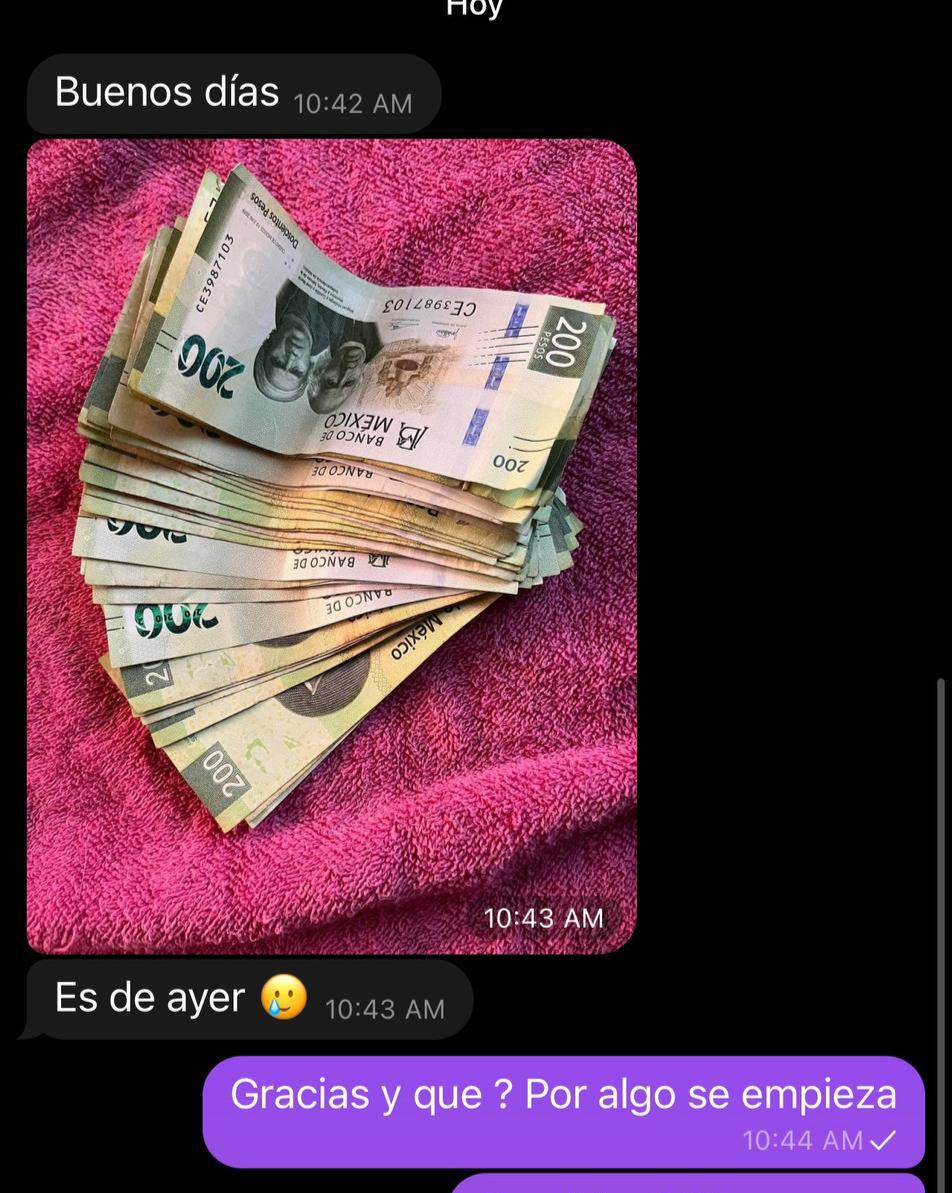 Hoy
Buenos días 10:42 AM
Doscientos Pesos
CE3987103
CE3987103
200
PESOS
200
BANCO DE
MÉXICO
200
BANCO DE
BANCO DE
BANCO DE
200
México
200
10:43 AM
Es de ayer 🥲 10:43 AM
Gracias y que ? Por algo se empieza
10:44 AM